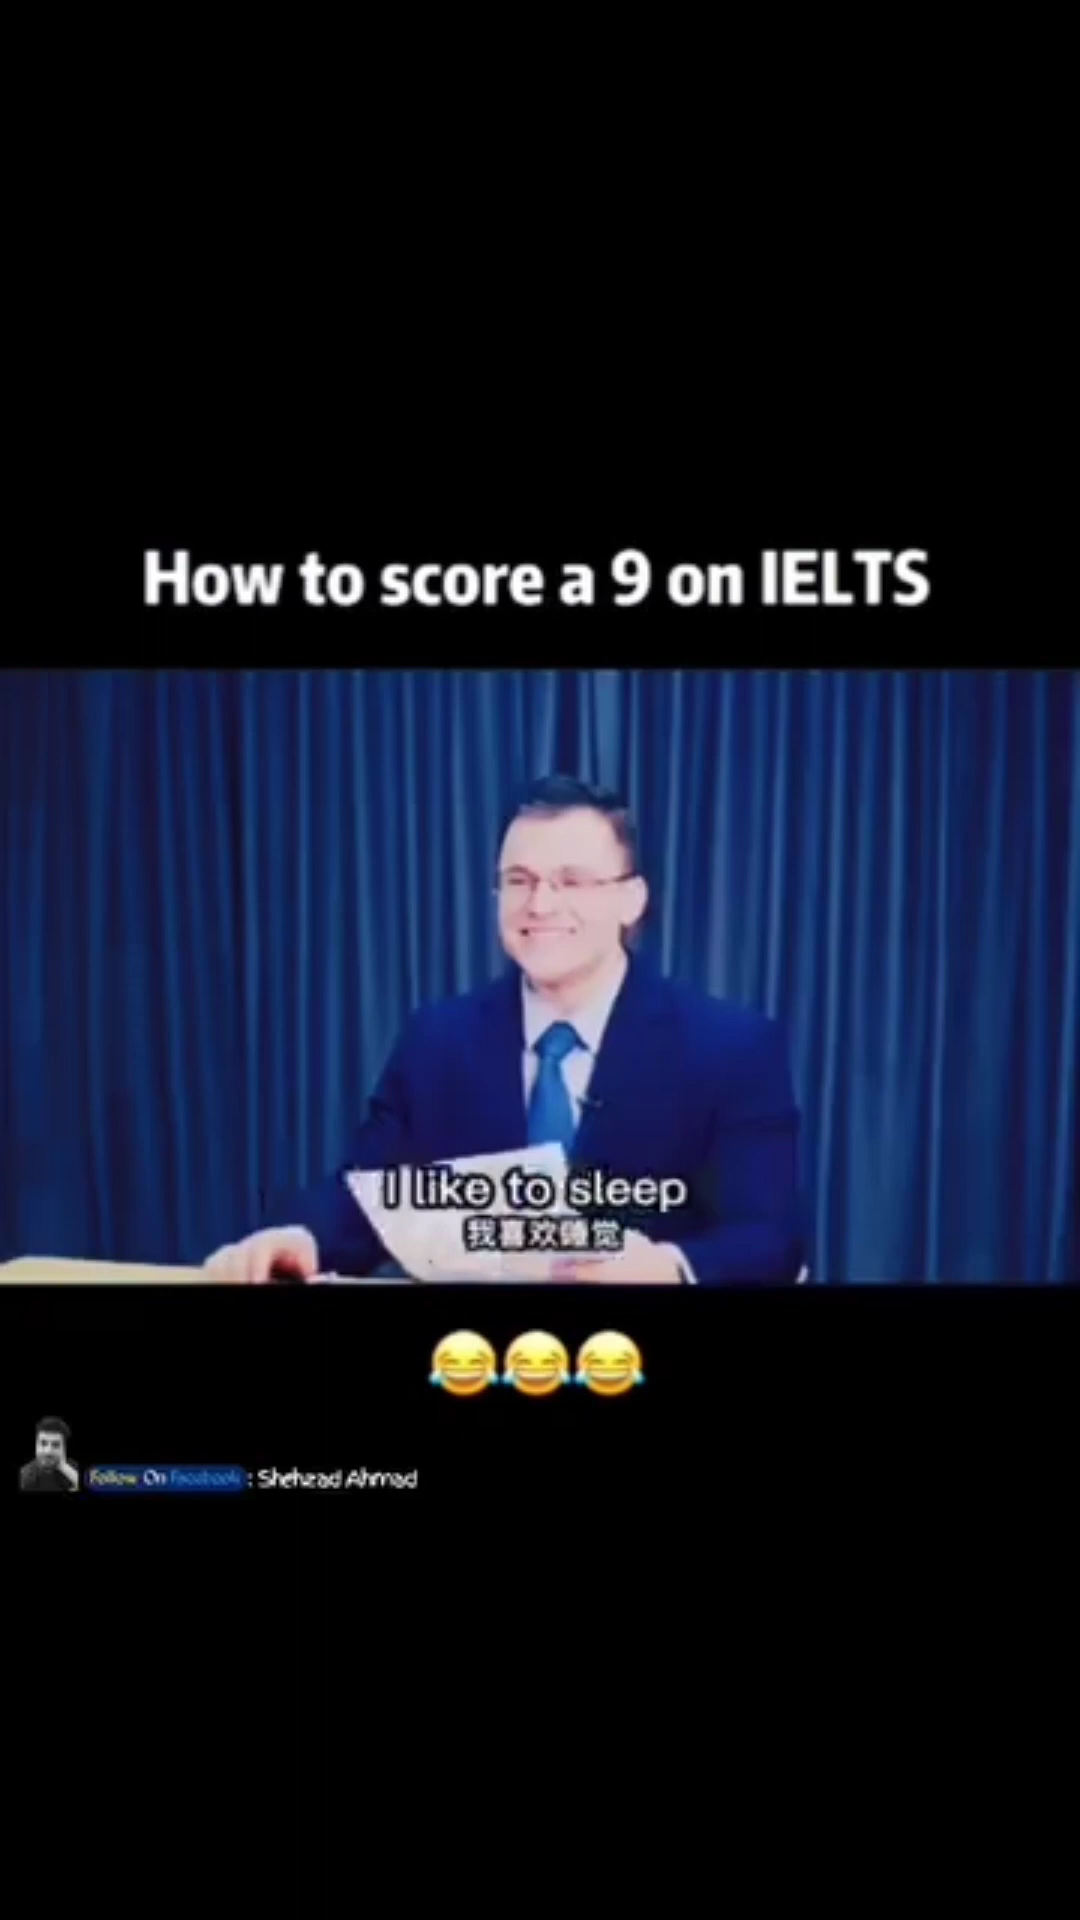 How to score a 9 on IELTS
I like to sleep
我喜欢睡觉
Follow On Facebook : Shehzad Ahmad